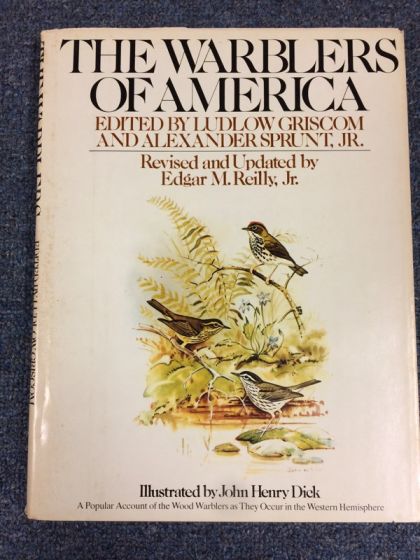 THE WARBLERS
OF AMERICA
EDITED BY LUDLOW GRISCOM
AND ALEXANDER SPRUNT, JR.
Revised and Updated by
Edgar M. Reilly, Jr.
Illustrated by John Henry Dick
A Popular Account of the Wood Warblers as They Occur in the Western Hemisphere